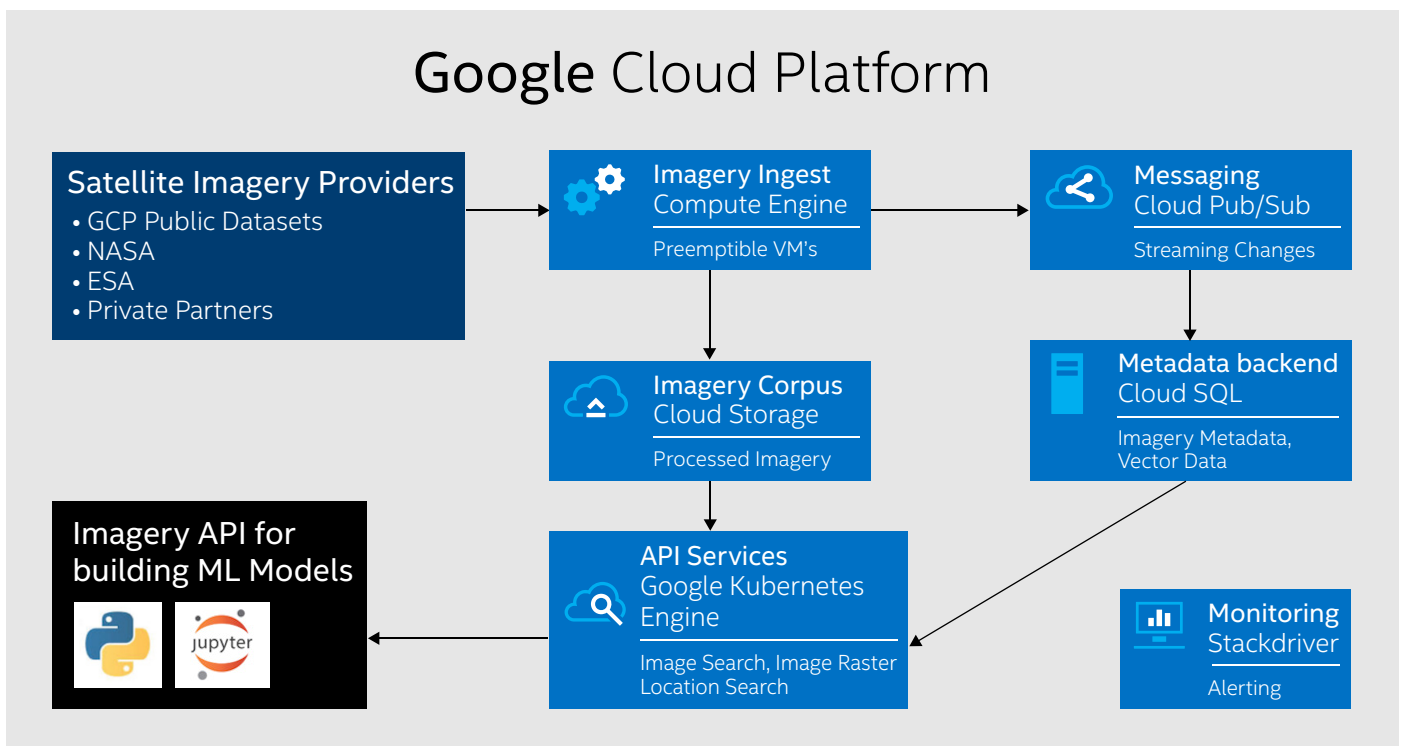 Google Cloud Platform
Satellite Imagery Providers
• GCP Public Datasets
• NASA
• ESA
• Private Partners
Imagery Ingest
Compute Engine
Preemptible VM's
Messaging
Cloud Pub/Sub
Streaming Changes
Imagery Corpus
Cloud Storage
Processed Imagery
Metadata backend
Cloud SQL
Imagery Metadata,
Vector Data
Imagery API for
building ML Models
jupyter
API Services
Google Kubernetes
Engine
Image Search, Image Raster
Location Search
Monitoring
Stackdriver
Alerting